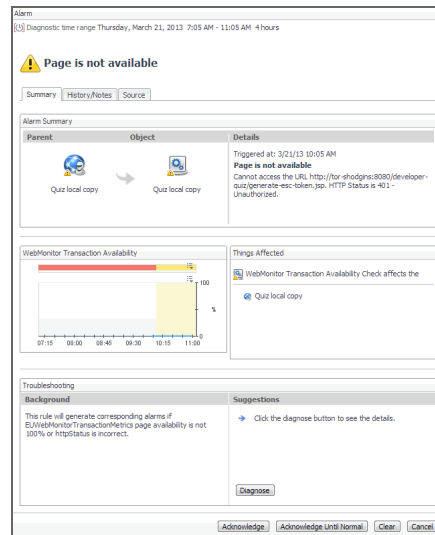 Alarm
Diagnostic time range Thursday, March 21, 2013 7:05 AM - 11:05 AM 4 hours
Page is not available
Summary History/Notes Source
Alarm Summary
Parent Object Details
Quiz local copy
Quiz local copy
Triggered at: 3/21/13 10:05 AM
Page is not available
Cannot access the URL http://tor-shodgins:8080/developer-
quiz/generate-esc-token.jsp. HTTP Status is 401 -
Unauthorized.
WebMonitor Transaction Availability
100
%
0
07:15 08:00 08:45 09:30 10:15 11:00
Things Affected
WebMonitor Transaction Availability Check affects the
Quiz local copy
Troubleshooting
Background
This rule will generate corresponding alarms if
EUWebMonitorTransactionMetrics page availability is not
100% or httpStatus is incorrect.
Suggestions
Click the diagnose button to see the details.
Diagnose
Acknowledge Acknowledge Until Normal Clear Cancel